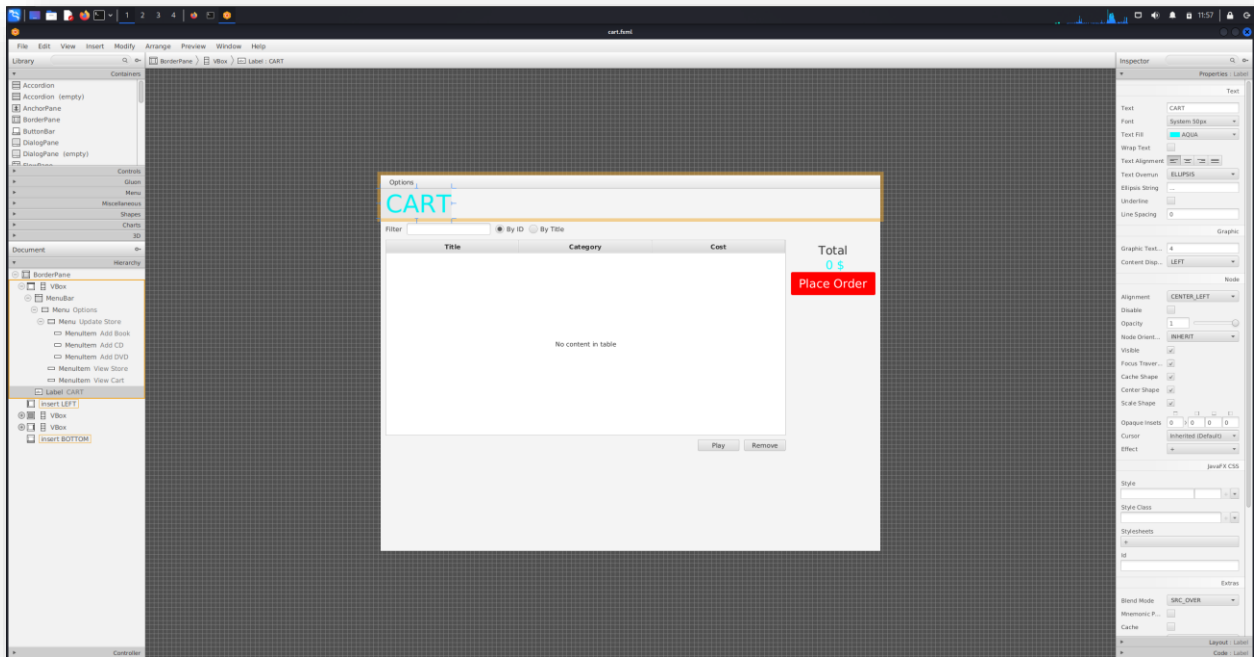 1 2 3 4
11:57
cart.fxml
File Edit View Insert Modify Arrange Preview Window Help
Library
BorderPane VBox Label : CART
Containers
Accordion
Accordion (empty)
AnchorPane
BorderPane
ButtonBar
DialogPane
DialogPane (empty)
Controls
Gluon
Menu
Miscellaneous
Shapes
Charts
3D
Document
Hierarchy
BorderPane
VBox
MenuBar
Menu Options
Menu Update Store
MenuItem Add Book
MenuItem Add CD
MenuItem Add DVD
MenuItem View Store
MenuItem View Cart
Label CART
insert LEFT
VBox
VBox
insert BOTTOM
Controller
Options
CART
Filter By ID By Title
Title Category Cost
No content in table
Play Remove
Total
0 $
Place Order
Inspector
Properties : Label
Text
Text CART
Font System 50px
Text Fill AQUA
Wrap Text
Text Alignment
Text Overrun ELLIPSIS
Ellipsis String ...
Underline
Line Spacing 0
Graphic
Graphic Text... 4
Content Disp... LEFT
Node
Alignment CENTER_LEFT
Disable
Opacity 1
Node Orient... INHERIT
Visible
Focus Traver...
Cache Shape
Center Shape
Scale Shape
Opaque Insets 0 0 0 0
Cursor Inherited (Default)
Effect +
JavaFX CSS
Style
Style Class
Stylesheets
+
Id
Extras
Blend Mode SRC_OVER
Mnemonic P...
Cache
Layout : Label
Code : Label